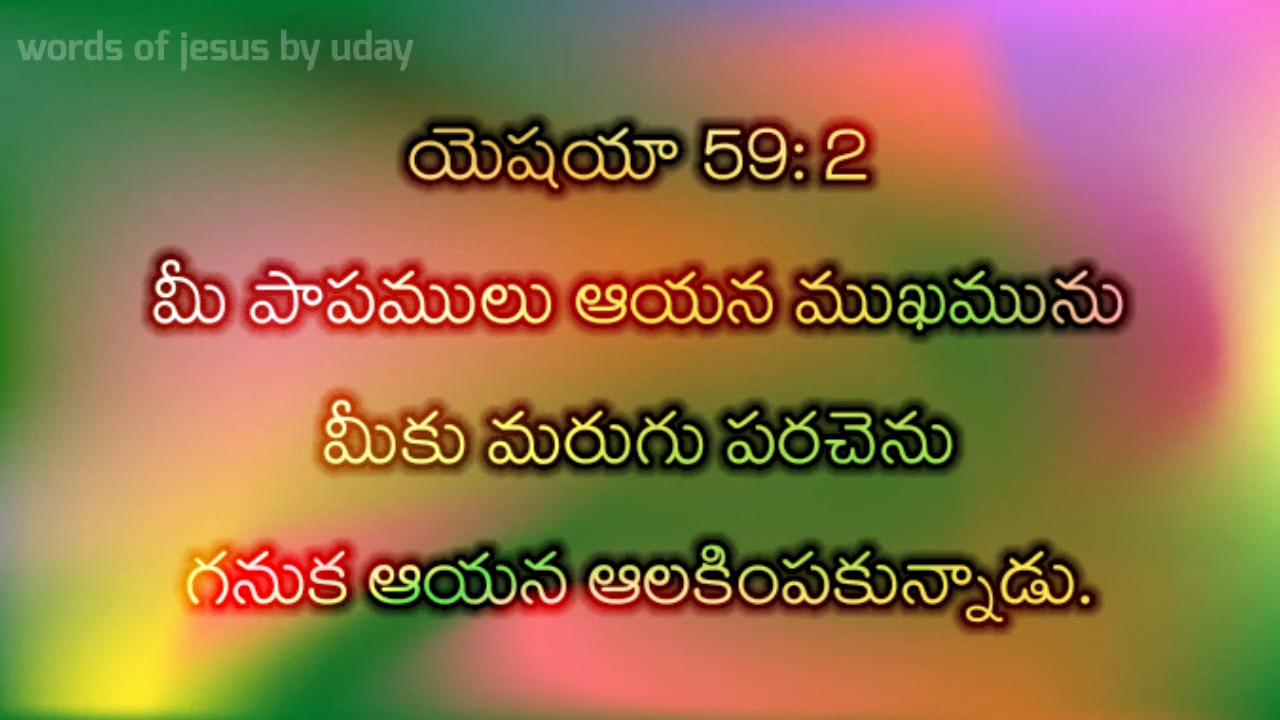 words of jesus by uday
యెషయా 59: 2
మీ పాపములు ఆయన ముఖమును
మీకు మరుగు పరచెను
గనుక ఆయన ఆలకింపకున్నాడు.